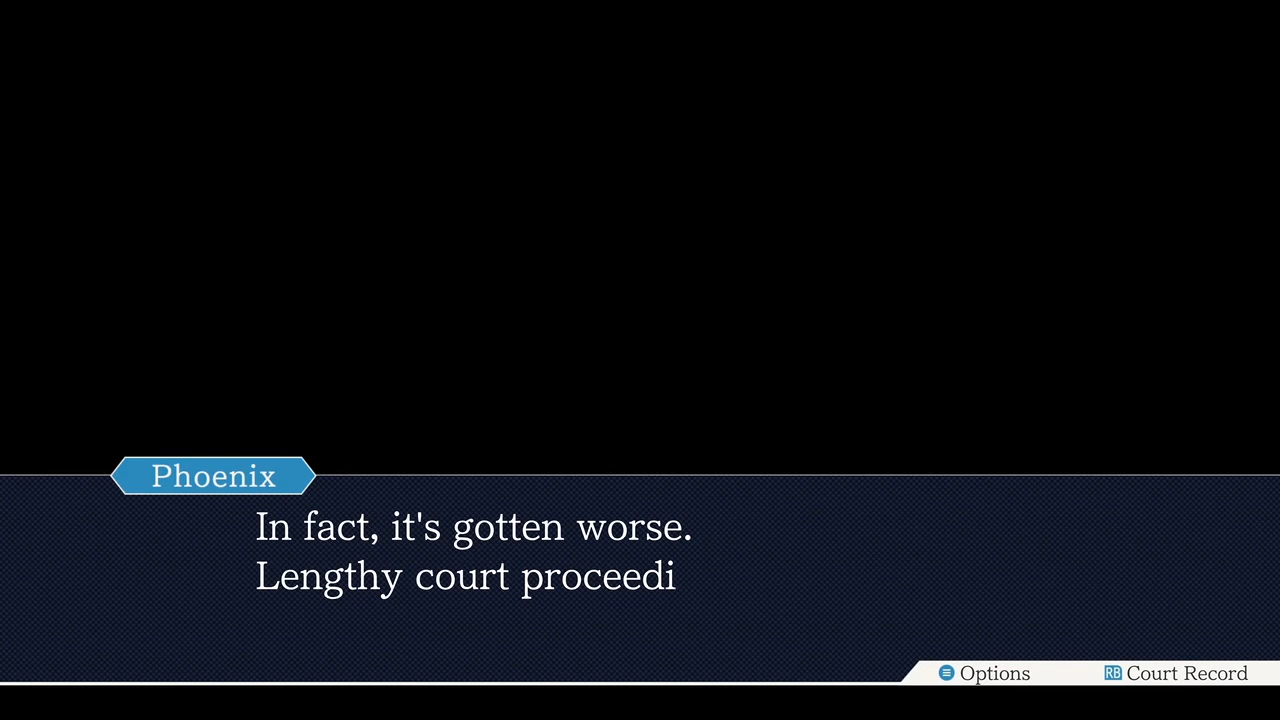 Phoenix
In fact, it's gotten worse.
Lengthy court proceedi
Options
RB Court Record